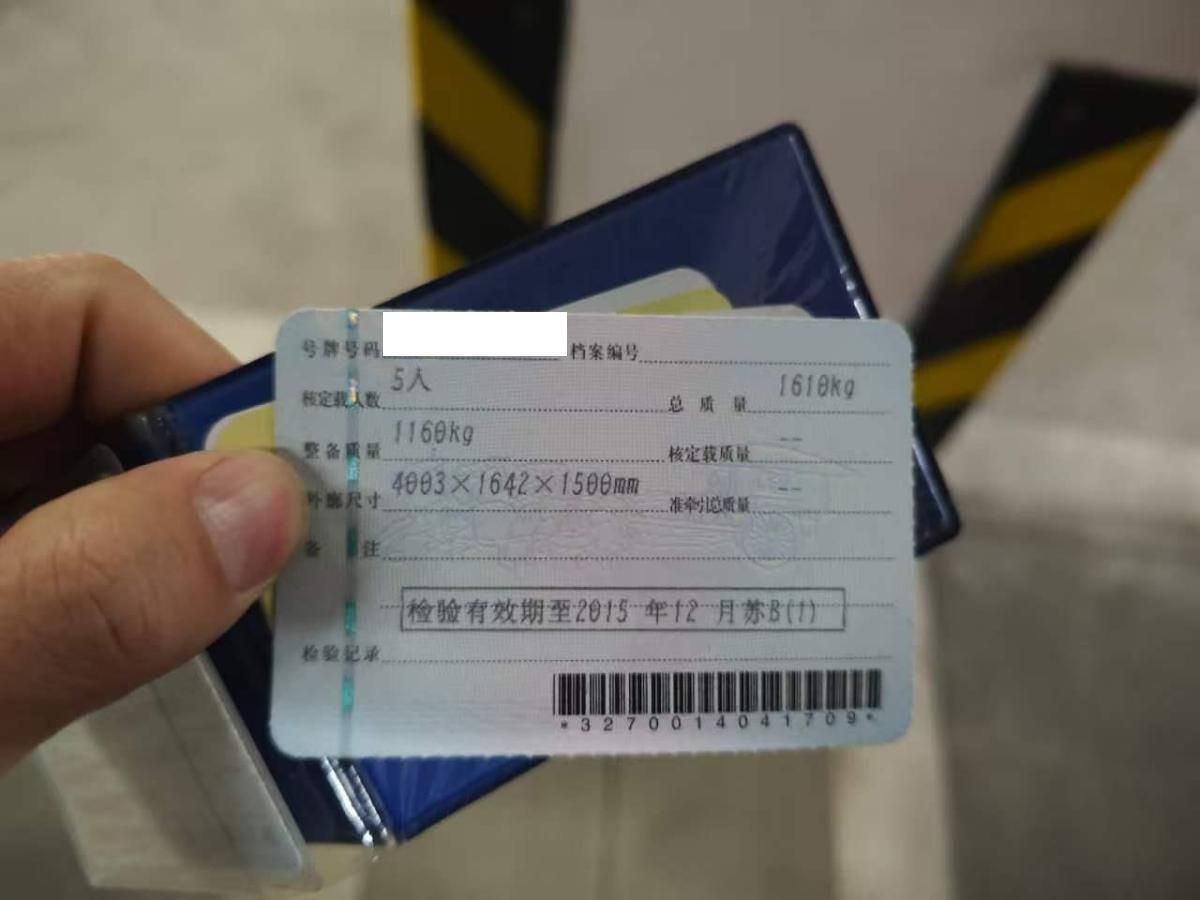 号牌号码 档案编号
核定载人数 5人 总质量 1610kg
整备质量 1160kg 核定载质量 --
外廓尺寸 4003×1642×1500mm 准牵引总质量 --
备注
检验有效期至2015 年12 月苏B(1)
检验记录
*3270014041709*